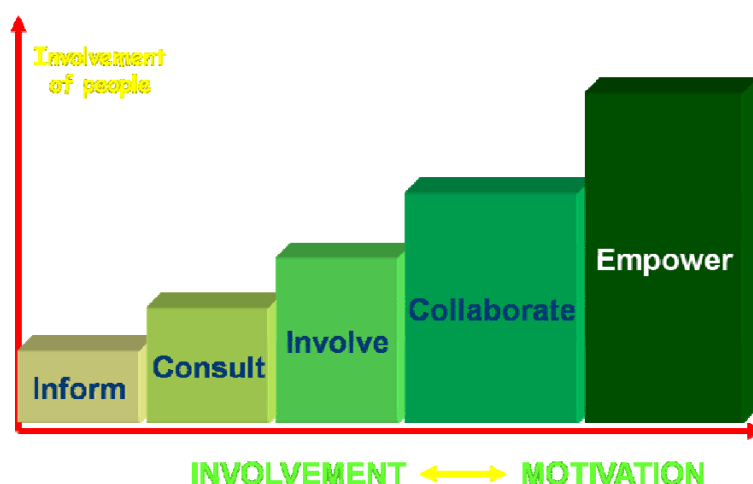 Involvement
of people
Empower
Collaborate
Involve
Consult
Inform
INVOLVEMENT MOTIVATION